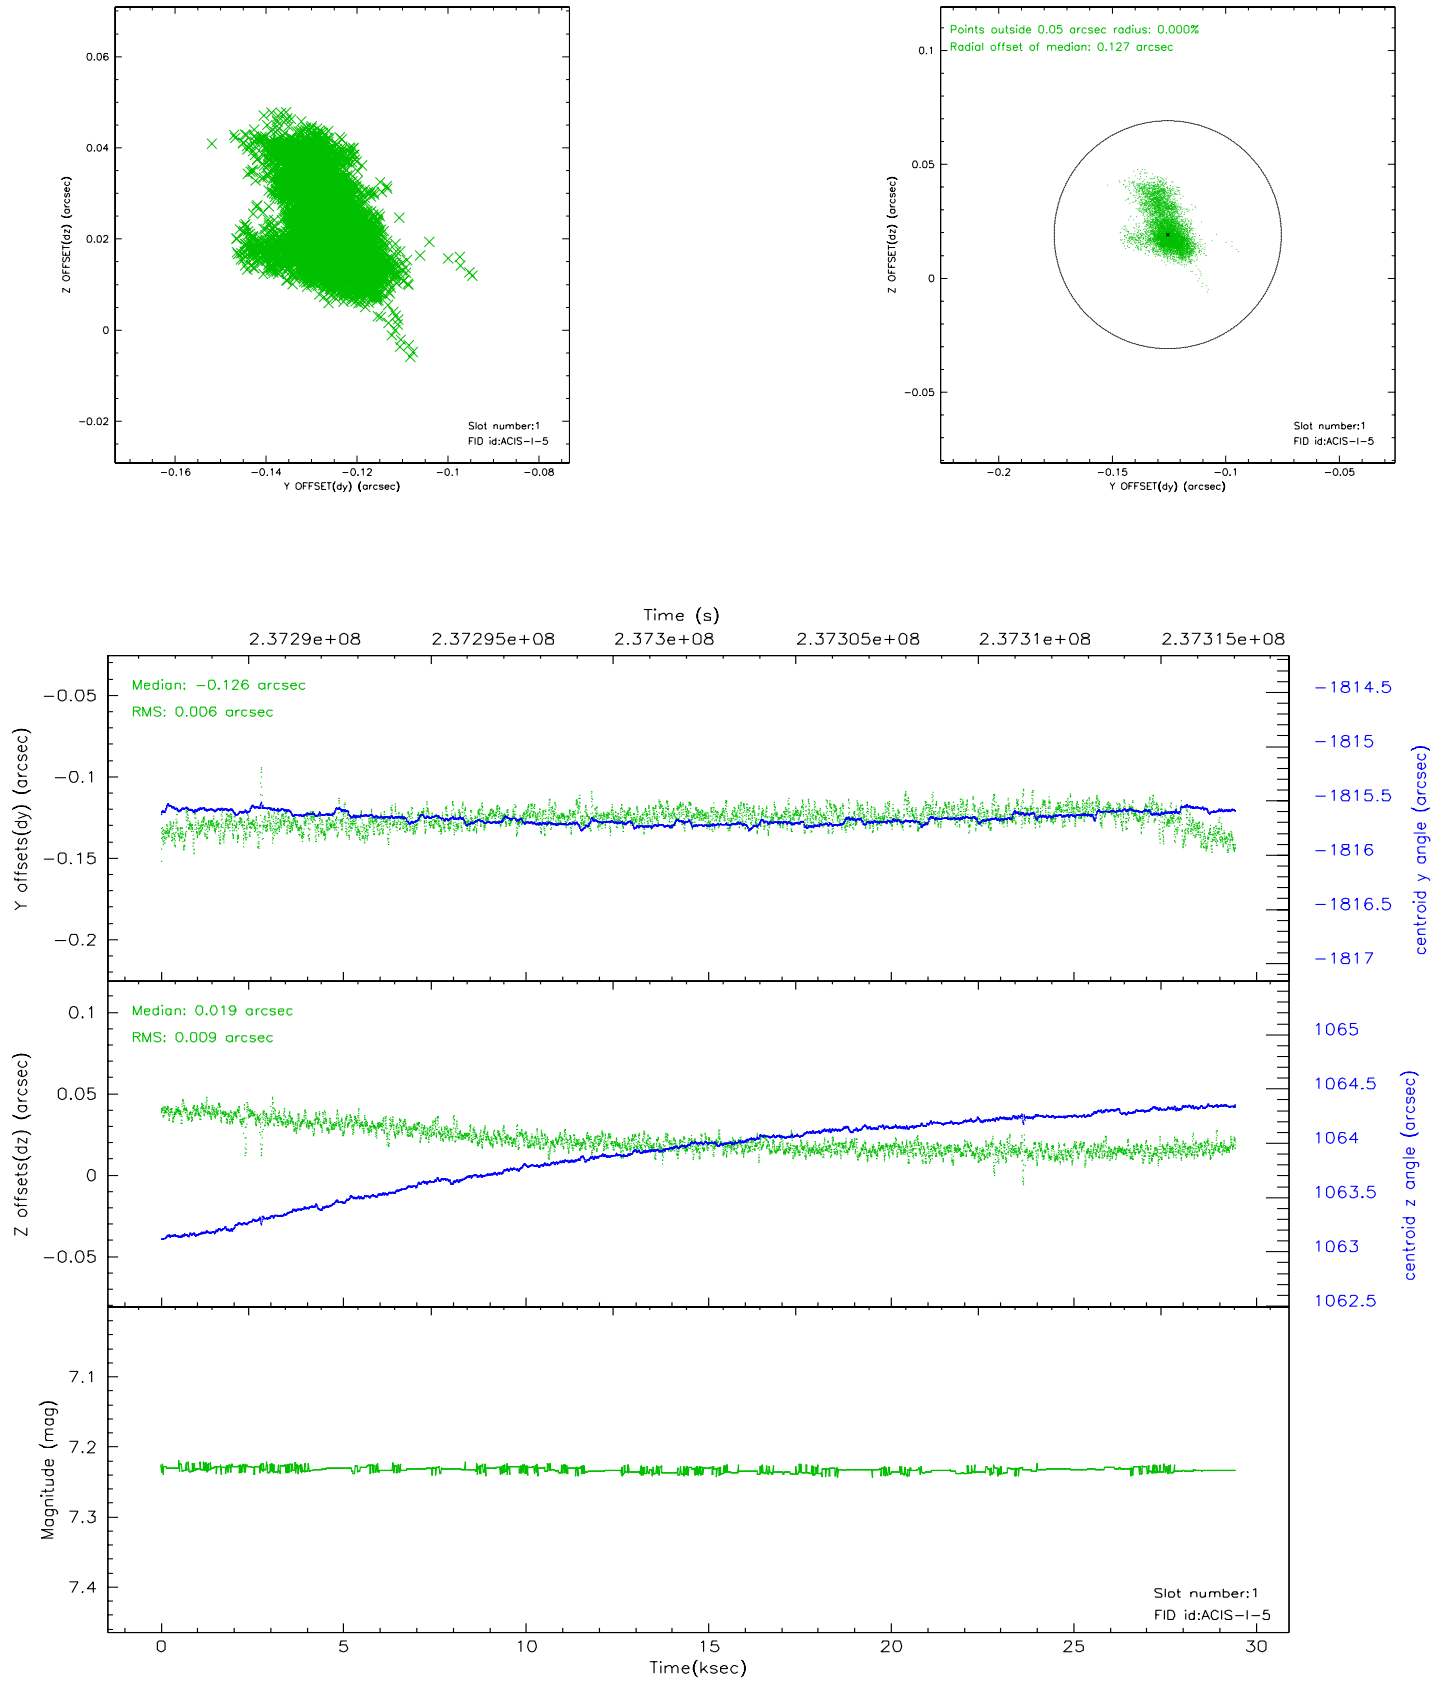 0.06
0.04
0.02
0
-0.02
Z OFFSET(dz) (arcsec)
Slot number:1
FID id:ACIS-I-5
-0.16
-0.14
-0.12
-0.1
-0.08
Y OFFSET(dy) (arcsec)
Points outside 0.05 arcsec radius: 0.000%
Radial offset of median: 0.127 arcsec
0.1
0.05
0
-0.05
Z OFFSET(dz) (arcsec)
Slot number:1
FID id:ACIS-I-5
-0.2
-0.15
-0.1
-0.05
Y OFFSET(dy) (arcsec)
Time (s)
2.3729e+08
2.37295e+08
2.373e+08
2.37305e+08
2.3731e+08
2.37315e+08
Median: -0.126 arcsec
RMS: 0.006 arcsec
-0.05
-0.1
-0.15
-0.2
Y offsets(dy) (arcsec)
-1814.5
-1815
-1815.5
-1816
-1816.5
-1817
centroid y angle (arcsec)
Median: 0.019 arcsec
RMS: 0.009 arcsec
0.1
0.05
0
-0.05
Z offsets(dz) (arcsec)
1065
1064.5
1064
1063.5
1063
1062.5
centroid z angle (arcsec)
7.1
7.2
7.3
7.4
Magnitude (mag)
Slot number:1
FID id:ACIS-I-5
0
5
10
15
20
25
30
Time(ksec)